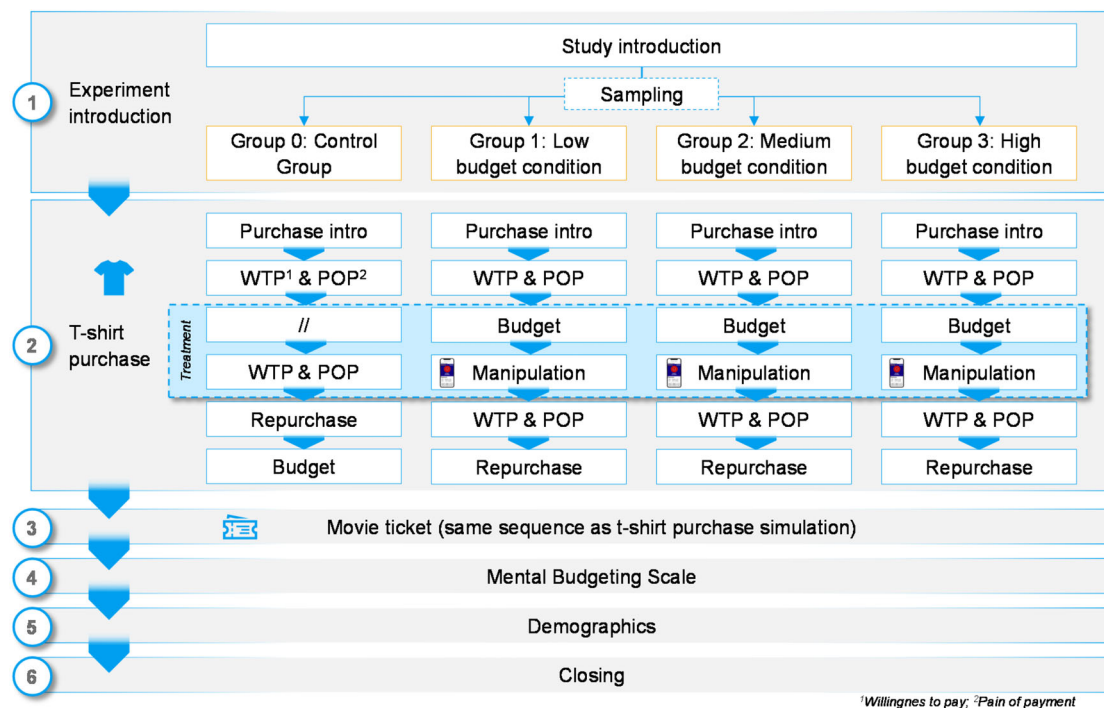 Study introduction
Sampling
1
Experiment
introduction
Group 0: Control
Group
Group 1: Low
budget condition
Group 2: Medium
budget condition
Group 3: High
budget condition
Purchase intro
Purchase intro
Purchase intro
Purchase intro
WTP¹ & POP²
WTP & POP
WTP & POP
WTP & POP
2
T-shirt
purchase
Treatment
//
Budget
Budget
Budget
WTP & POP
Manipulation
Manipulation
Manipulation
Repurchase
WTP & POP
WTP & POP
WTP & POP
Budget
Repurchase
Repurchase
Repurchase
3
Movie ticket (same sequence as t-shirt purchase simulation)
4
Mental Budgeting Scale
5
Demographics
6
Closing
¹Willingnes to pay; ²Pain of payment